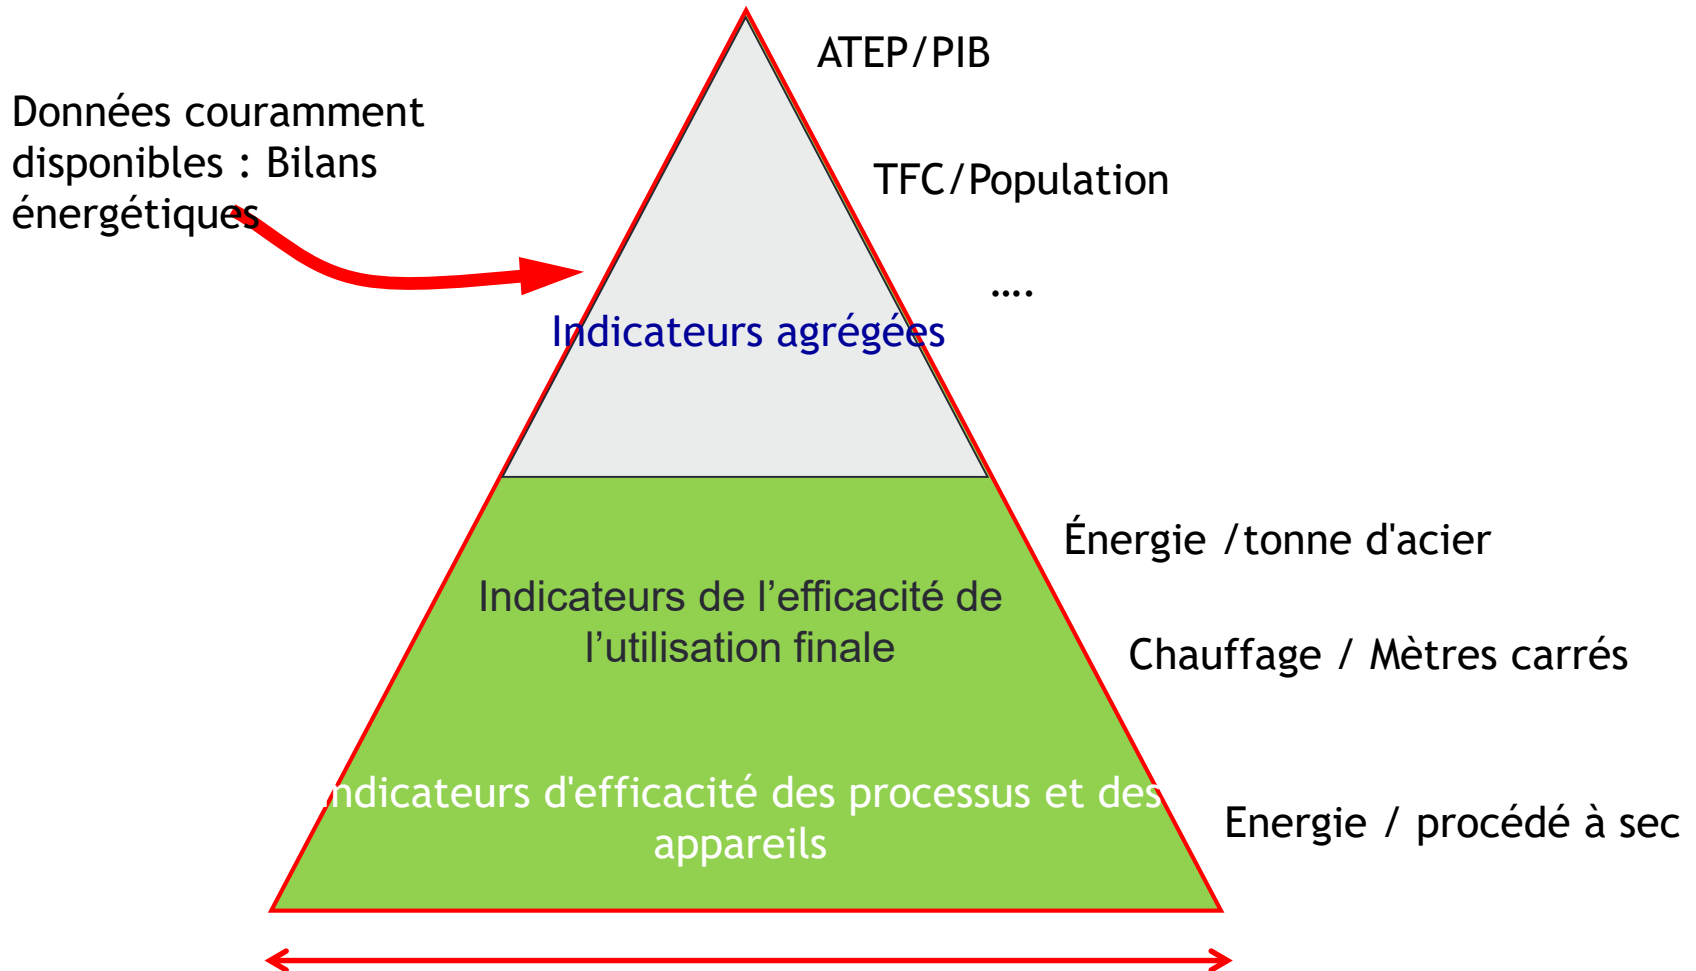 ATEP/PIB
Données couramment
disponibles : Bilans
énergétiques
TFC/Population
....
Indicateurs agrégées
Énergie /tonne d'acier
Indicateurs de l’efficacité de
l’utilisation finale
Chauffage / Mètres carrés
Indicateurs d'efficacité des processus et des
appareils
Energie / procédé à sec